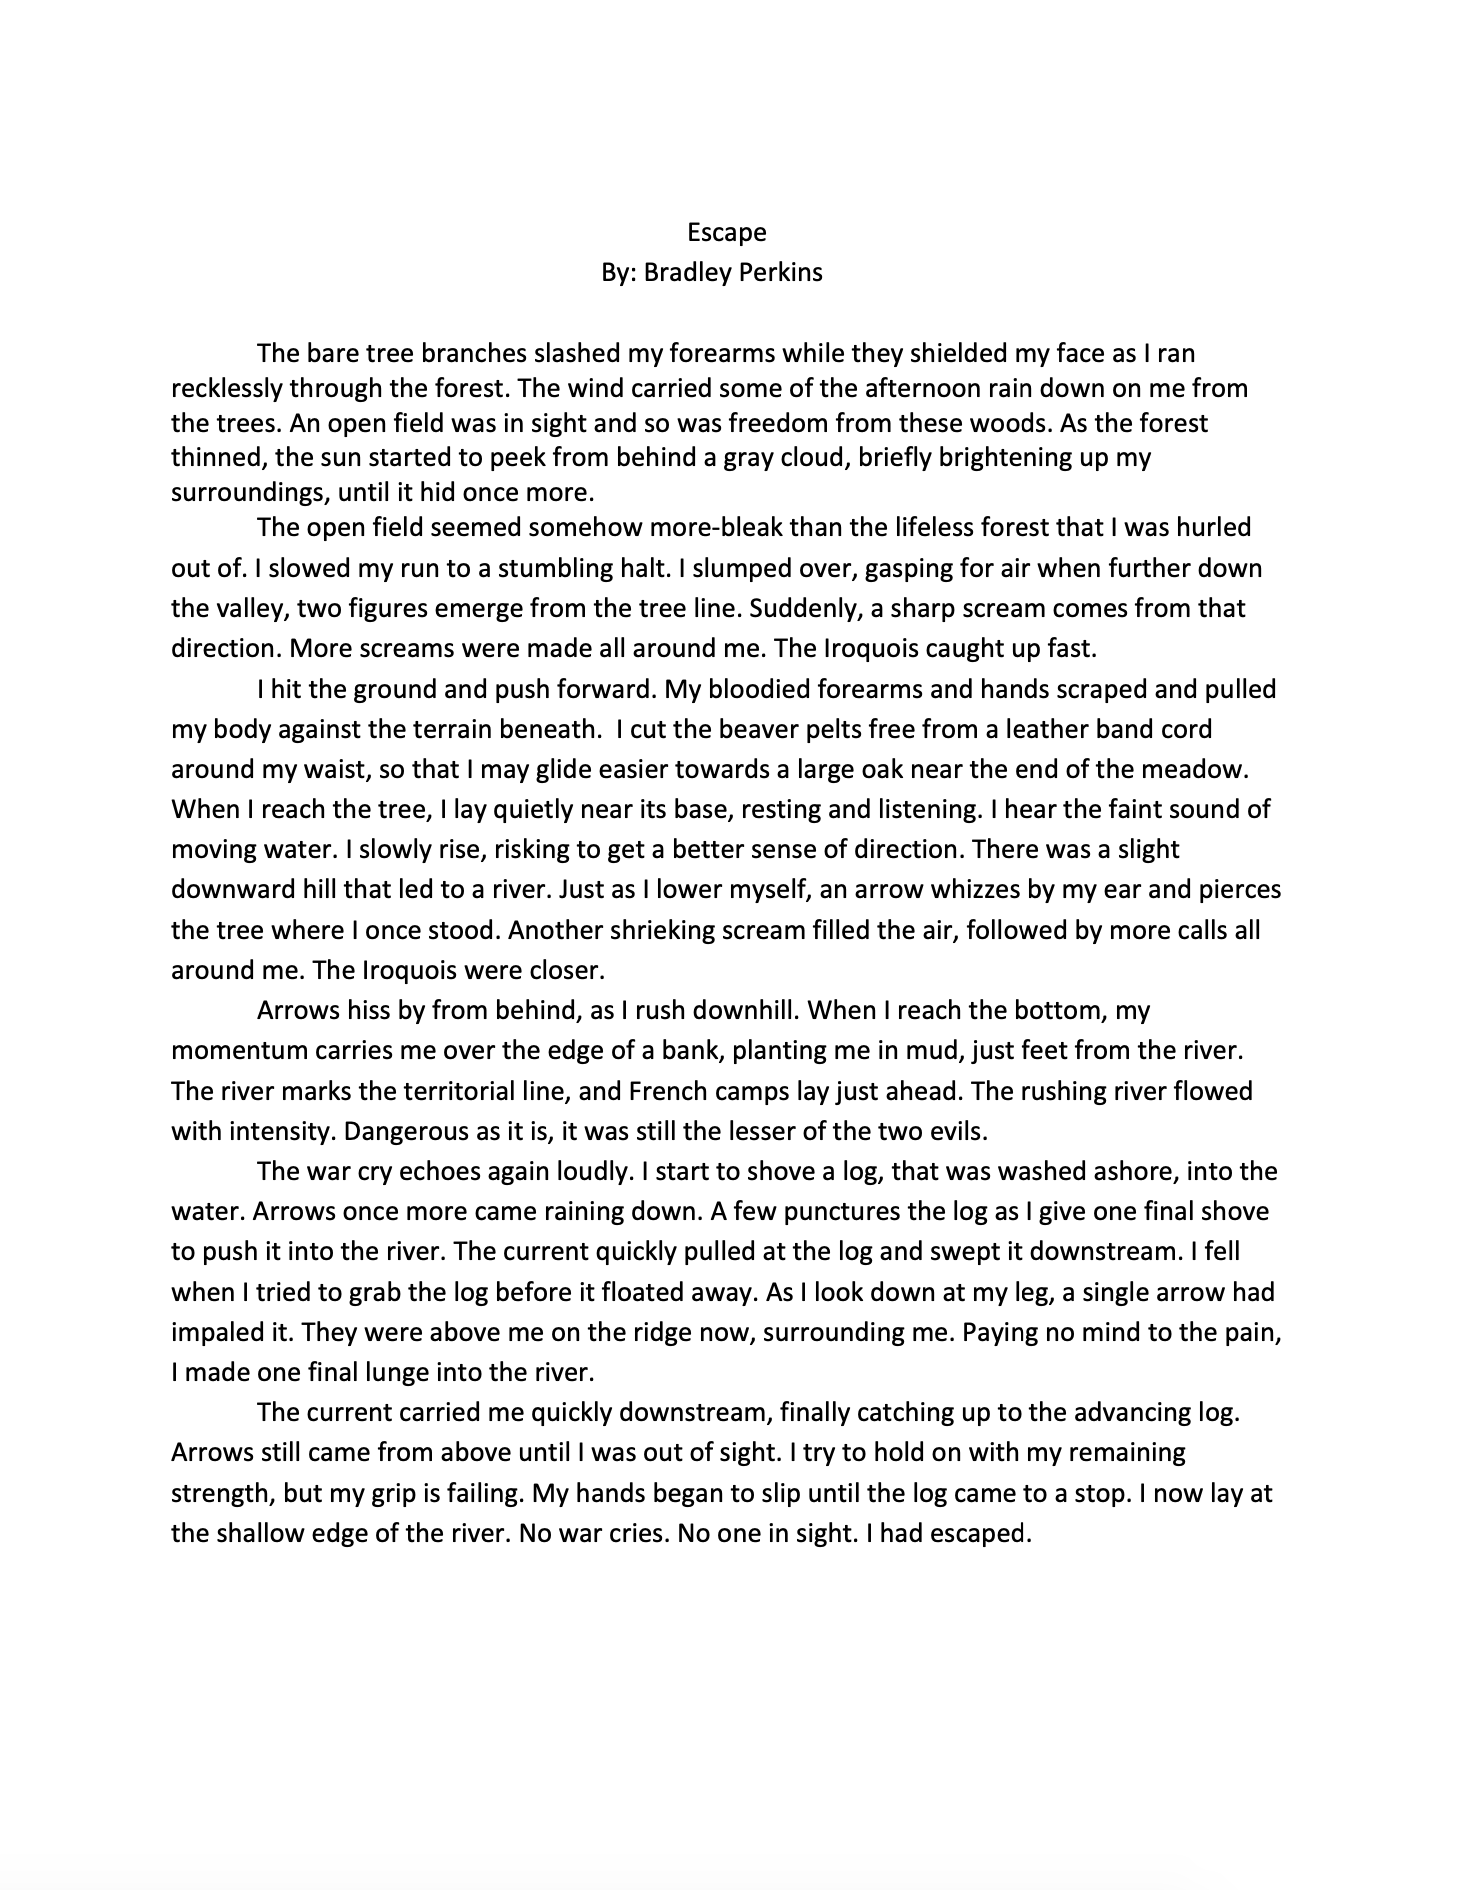 Escape
By: Bradley Perkins
The bare tree branches slashed my forearms while they shielded my face as I ran
recklessly through the forest. The wind carried some of the afternoon rain down on me from
the trees. An open field was in sight and so was freedom from these woods. As the forest
thinned, the sun started to peek from behind a gray cloud, briefly brightening up my
surroundings, until it hid once more.
The open field seemed somehow more-bleak than the lifeless forest that I was hurled
out of. I slowed my run to a stumbling halt. I slumped over, gasping for air when further down
the valley, two figures emerge from the tree line. Suddenly, a sharp scream comes from that
direction. More screams were made all around me. The Iroquois caught up fast.
I hit the ground and push forward. My bloodied forearms and hands scraped and pulled
my body against the terrain beneath.  I cut the beaver pelts free from a leather band cord
around my waist, so that I may glide easier towards a large oak near the end of the meadow.
When I reach the tree, I lay quietly near its base, resting and listening. I hear the faint sound of
moving water. I slowly rise, risking to get a better sense of direction. There was a slight
downward hill that led to a river. Just as I lower myself, an arrow whizzes by my ear and pierces
the tree where I once stood. Another shrieking scream filled the air, followed by more calls all
around me. The Iroquois were closer.
Arrows hiss by from behind, as I rush downhill. When I reach the bottom, my
momentum carries me over the edge of a bank, planting me in mud, just feet from the river.
The river marks the territorial line, and French camps lay just ahead. The rushing river flowed
with intensity. Dangerous as it is, it was still the lesser of the two evils.
The war cry echoes again loudly. I start to shove a log, that was washed ashore, into the
water. Arrows once more came raining down. A few punctures the log as I give one final shove
to push it into the river. The current quickly pulled at the log and swept it downstream. I fell
when I tried to grab the log before it floated away. As I look down at my leg, a single arrow had
impaled it. They were above me on the ridge now, surrounding me. Paying no mind to the pain,
I made one final lunge into the river.
The current carried me quickly downstream, finally catching up to the advancing log.
Arrows still came from above until I was out of sight. I try to hold on with my remaining
strength, but my grip is failing. My hands began to slip until the log came to a stop. I now lay at
the shallow edge of the river. No war cries. No one in sight. I had escaped.